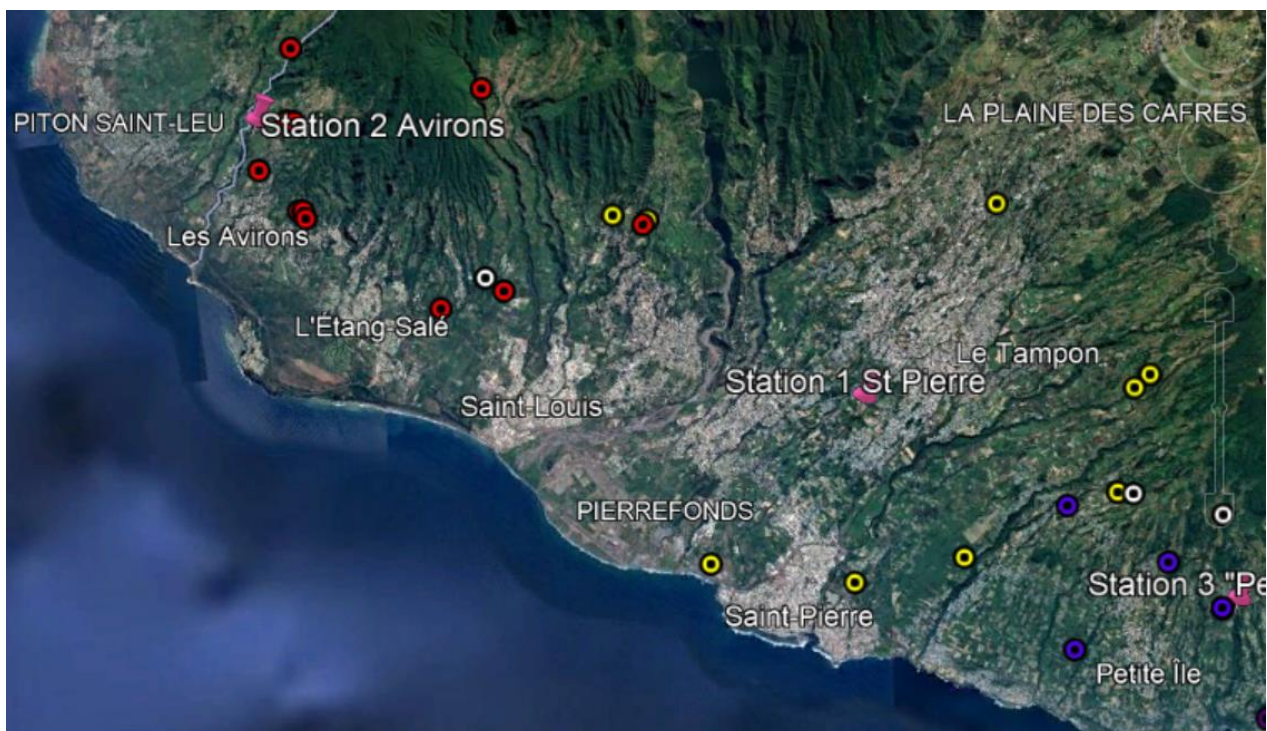 LA PLAINE DES CAFRES
PITON SAINT-LEU
Station 2 Avirons
Les Avirons
L'Étang-Salé
Le Tampon
Station 1 St Pierre
Saint-Louis
PIERREFONDS
Station 3 "Pe
Saint-Pierre
Petite Île